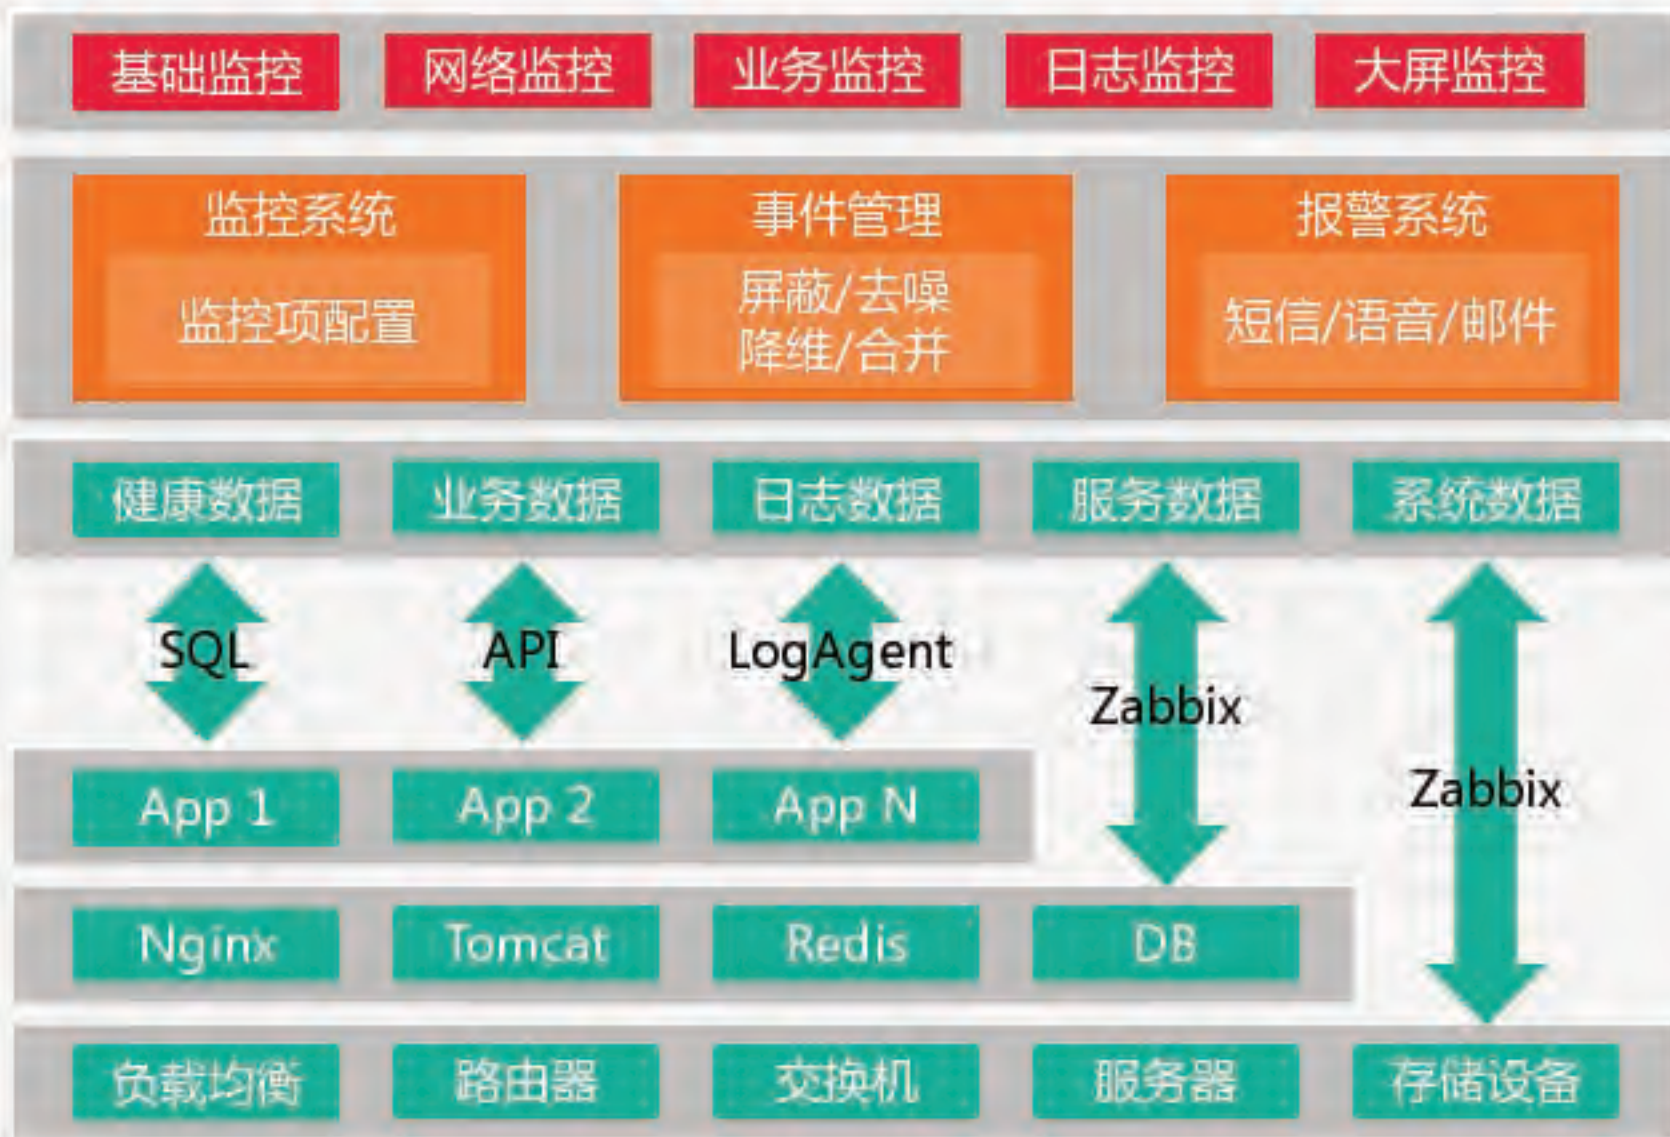 基础监控
网络监控
业务监控
日志监控
大屏监控
监控系统
监控项配置
事件管理
屏蔽/去噪
降维/合并
报警系统
短信/语音/邮件
健康数据
业务数据
日志数据
服务数据
系统数据
SQL
API
LogAgent
Zabbix
Zabbix
App 1
App 2
App N
Nginx
Tomcat
Redis
DB
负载均衡
路由器
交换机
服务器
存储设备